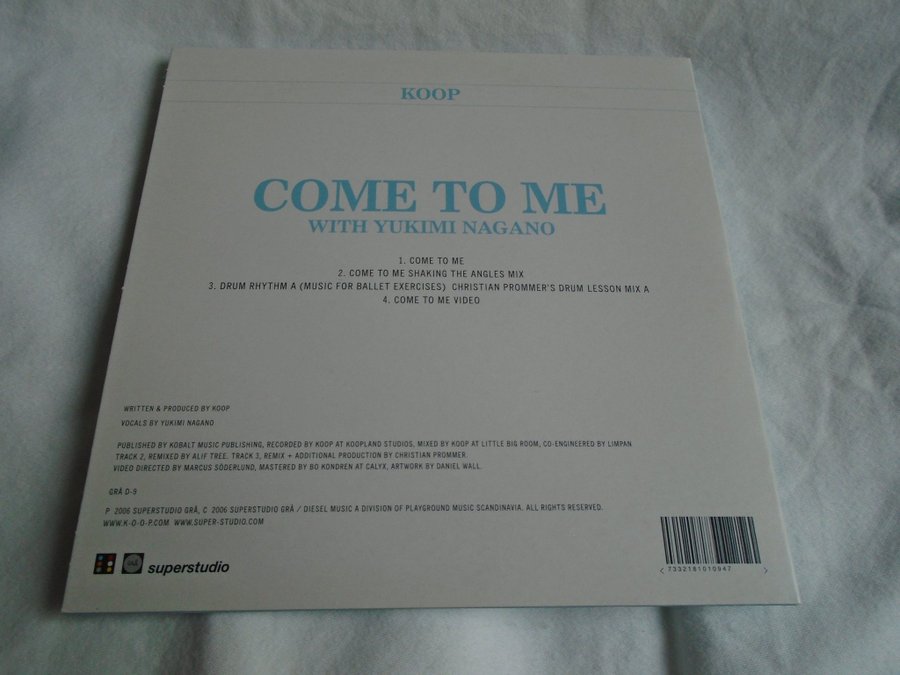 KOOP
COME TO ME
WITH YUKIMI NAGANO
1. COME TO ME
2. COME TO ME SHAKING THE ANGLES MIX
3. DRUM RHYTHM A (MUSIC FOR BALLET EXERCISES) CHRISTIAN PROMMER'S DRUM LESSON MIX A
4. COME TO ME VIDEO
WRITTEN & PRODUCED BY KOOP
VOCALS BY YUKIMI NAGANO
PUBLISHED BY KOBALT MUSIC PUBLISHING, RECORDED BY KOOP AT KOOPLAND STUDIOS, MIXED BY KOOP AT LITTLE BIG ROOM, CO-ENGINEERED BY LIMPAN
TRACK 2, REMIXED BY ALIF TREE. TRACK 3, REMIX + ADDITIONAL PRODUCTION BY CHRISTIAN PROMMER.
VIDEO DIRECTED BY MARCUS SÖDERLUND, MASTERED BY BO KONDREN AT CALYX, ARTWORK BY DANIEL WALL.
GRÅ D-9
P 2006 SUPERSTUDIO GRÅ, C 2006 SUPERSTUDIO GRÅ / DIESEL MUSIC A DIVISION OF PLAYGROUND MUSIC SCANDINAVIA. ALL RIGHTS RESERVED.
WWW.K-O-O-P.COM WWW.SUPER-STUDIO.COM
superstudio
< 7332181010947 >